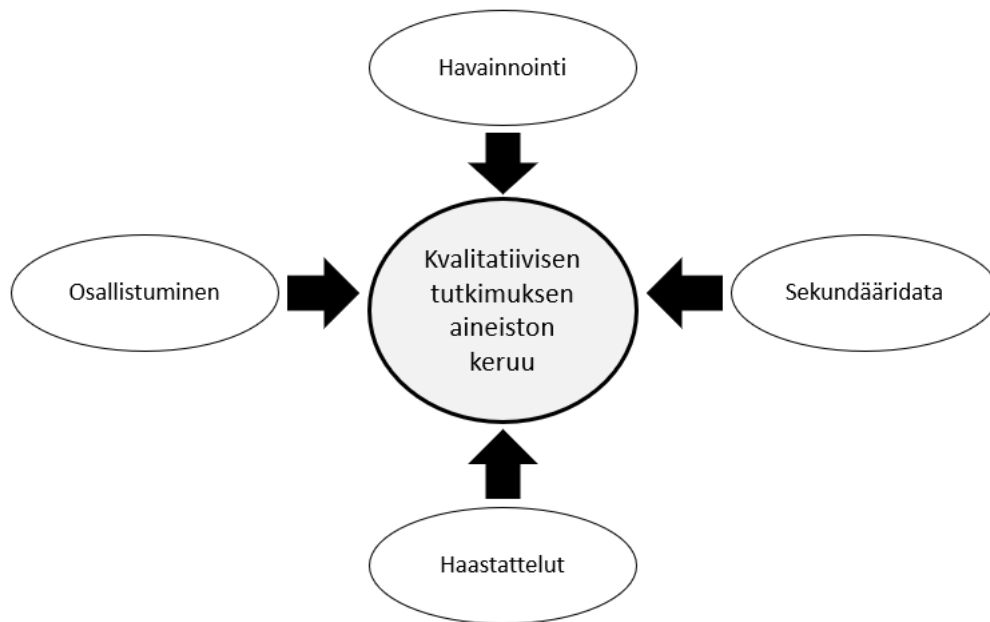 Havainnointi
Osallistuminen
Kvalitatiivisen
tutkimuksen
aineiston
keruu
Sekundääridata
Haastattelut